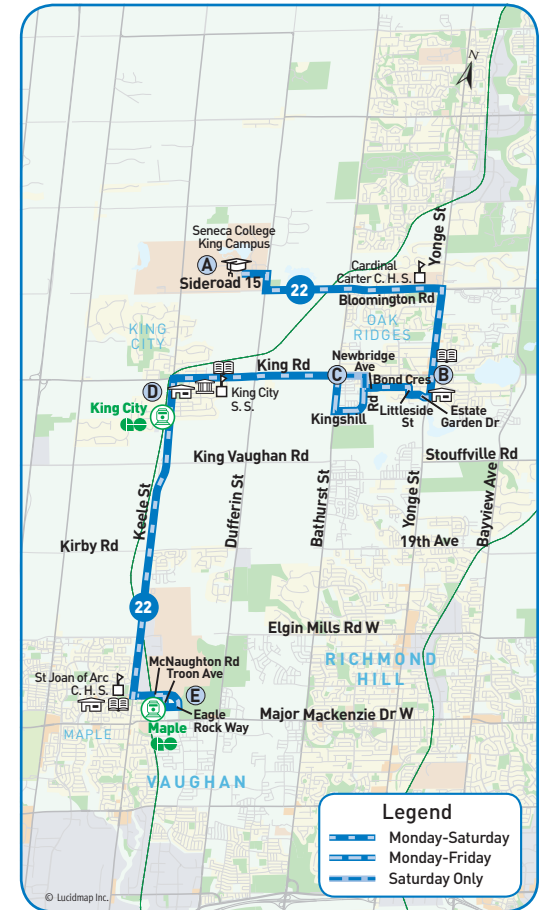 N
Yonge St
Seneca College
King Campus
A
Sideroad 15
22
Cardinal
Carter C. H. S.
Bloomington Rd
KING
CITY
OAK
RIDGES
King Rd
Newbridge
Ave
C
Bond Cres
B
D
King City
S. S.
King City
Kingshill
Rd
Littleside
St
Estate
Garden Dr
King Vaughan Rd
Stouffville Rd
Keele St
Dufferin St
Bathurst St
Yonge St
Bayview Ave
Kirby Rd
19th Ave
22
Elgin Mills Rd W
RICHMOND
HILL
McNaughton Rd
Troon Ave
St Joan of Arc
C. H. S.
E
Eagle
Rock Way
Maple
Major Mackenzie Dr W
MAPLE
VAUGHAN
Legend
Monday-Saturday
Monday-Friday
Saturday Only
© Lucidmap Inc.